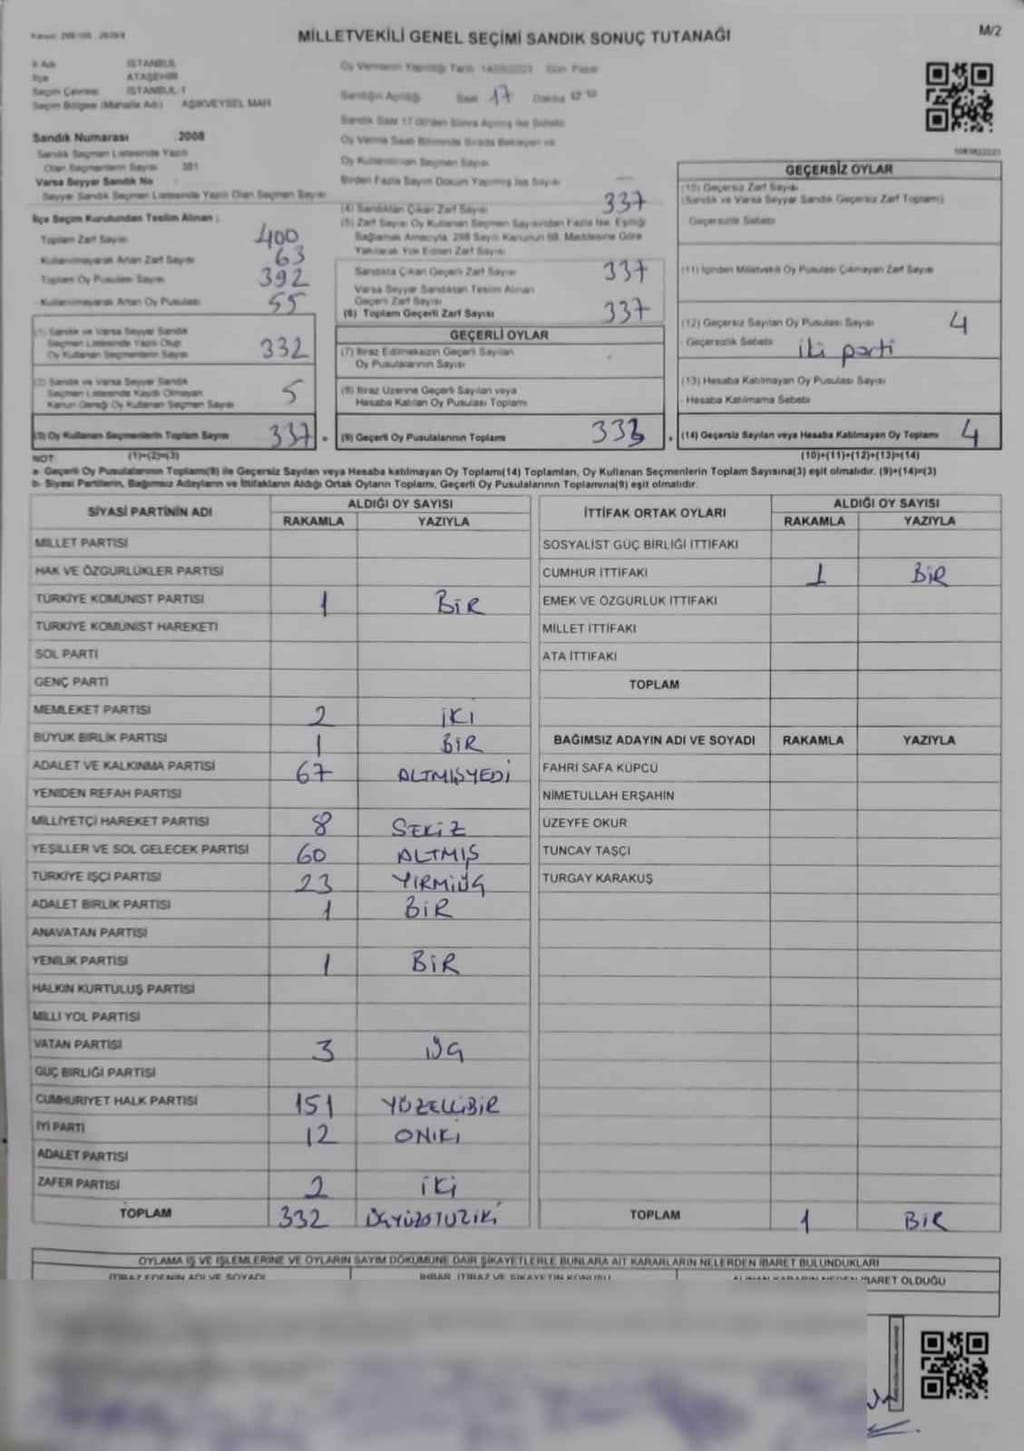 MİLLETVEKİLİ GENEL SEÇİMİ SANDIK SONUÇ TUTANAĞI
M/2
İl Adı İSTANBUL
İlçe ATAŞEHİR
Seçim Çevresi İSTANBUL-1
Seçim Bölgesi (Mahalle Adı) AŞIKVEYSEL MAH
Sandık Numarası 2008
Sandık Seçmen Listesinde Yazılı
Olan Seçmenlerin Sayısı 381
Varsa Seyyar Sandık No
Seyyar Sandık Seçmen Listesinde Yazılı Olan Seçmen Sayısı
İlçe Seçim Kurulundan Teslim Alınan ;
Toplam Zarf Sayısı 400
Kullanılmayarak Artan Zarf Sayısı 63
Toplam Oy Pusulası Sayısı 392
Kullanılmayarak Artan Oy Pusulası 55
(1) Sandık ve Varsa Seyyar Sandık
Seçmen Listesinde Yazılı Olup
Oy Kullanan Seçmenlerin Sayısı 332
(2) Sandık ve Varsa Seyyar Sandık
Seçmen Listesinde Kayıtlı Olmayan
Kanun Gereği Oy Kullanan Seçmen Sayısı 5
(3) Oy Kullanan Seçmenlerin Toplam Sayısı 337
(1)+(2)=(3)
Oy Vermenin Yapıldığı Tarih 14/05/2023 Gün Pazar
Sandığın Açılışı Saat 17 Dakika
Sandık Saat 17.00'den Sonra Açılmış İse Sebebi
Oy Verme Saati Bitiminde Sırada Bekleyen ve
Oy Kullandırılan Seçmen Sayısı
Birden Fazla Sayım Döküm Yapılmış İse Sayısı
(4) Sandıktan Çıkan Zarf Sayısı 337
(5) Zarf Sayısı Oy Kullanan Seçmen Sayısından Fazla İse, Eşitliği
Sağlamak Amacıyla, 298 Sayılı Kanunun 98. Maddesine Göre
Yakılarak Yok Edilen Zarf Sayısı
Sandıkta Çıkan Geçerli Zarf Sayısı 337
Varsa Seyyar Sandıktan Teslim Alınan
Geçerli Zarf Sayısı
(6) Toplam Geçerli Zarf Sayısı 337
GEÇERLİ OYLAR
(7) İtiraz Edilmeksizin Geçerli Sayılan
Oy Pusulalarının Sayısı
(8) İtiraz Üzerine Geçerli Sayılan veya
Hesaba Katılan Oy Pusulası Toplamı
(9) Geçerli Oy Pusulalarının Toplamı 333
GEÇERSİZ OYLAR
(10) Geçersiz Zarf Sayısı
(Sandık ve Varsa Seyyar Sandık Geçersiz Zarf Toplamı)
Geçersizlik Sebebi
(11) İçinden Milletvekili Oy Pusulası Çıkmayan Zarf Sayısı
(12) Geçersiz Sayılan Oy Pusulası Sayısı 4
Geçersizlik Sebebi iki parti
(13) Hesaba Katılmayan Oy Pusulası Sayısı
Hesaba Katılmama Sebebi
(14) Geçersiz Sayılan veya Hesaba Katılmayan Oy Toplamı 4
(10)+(11)+(12)+(13)=(14)
NOT:
a- Geçerli Oy Pusulalarının Toplamı(9) ile Geçersiz Sayılan veya Hesaba katılmayan Oy Toplamı(14) Toplamları, Oy Kullanan Seçmenlerin Toplam Sayısına(3) eşit olmalıdır. (9)+(14)=(3)
b- Siyasi Partilerin, Bağımsız Adayların ve İttifakların Aldığı Ortak Oyların Toplamı, Geçerli Oy Pusulalarının Toplamına(9) eşit olmalıdır.
SİYASİ PARTİNİN ADI ALDIĞI OY SAYISI
RAKAMLA YAZIYLA
MİLLET PARTİSİ
HAK VE ÖZGÜRLÜKLER PARTİSİ
TÜRKİYE KOMÜNİST PARTİSİ 1 BİR
TÜRKİYE KOMÜNİST HAREKETİ
SOL PARTİ
GENÇ PARTİ
MEMLEKET PARTİSİ 2 İKİ
BÜYÜK BİRLİK PARTİSİ 1 BİR
ADALET VE KALKINMA PARTİSİ 67 ALTMIŞYEDİ
YENİDEN REFAH PARTİSİ
MİLLİYETÇİ HAREKET PARTİSİ 8 SEKİZ
YEŞİLLER VE SOL GELECEK PARTİSİ 60 ALTMIŞ
TÜRKİYE İŞÇİ PARTİSİ 23 YİRMİÜÇ
ADALET BİRLİK PARTİSİ 1 BİR
ANAVATAN PARTİSİ
YENİLİK PARTİSİ 1 BİR
HALKIN KURTULUŞ PARTİSİ
MİLLİ YOL PARTİSİ
VATAN PARTİSİ 3 ÜÇ
GÜÇ BİRLİĞİ PARTİSİ
CUMHURİYET HALK PARTİSİ 151 YÜZELLİBİR
İYİ PARTİ 12 ONİKİ
ADALET PARTİSİ
ZAFER PARTİSİ 2 İKİ
TOPLAM 332 ÜÇYÜZOTUZİKİ
İTTİFAK ORTAK OYLARI ALDIĞI OY SAYISI
RAKAMLA YAZIYLA
SOSYALİST GÜÇ BİRLİĞİ İTTİFAKI
CUMHUR İTTİFAKI 1 BİR
EMEK VE ÖZGÜRLÜK İTTİFAKI
MİLLET İTTİFAKI
ATA İTTİFAKI
TOPLAM
BAĞIMSIZ ADAYIN ADI VE SOYADI RAKAMLA YAZIYLA
FAHRİ SAFA KÜPCÜ
NİMETULLAH ERŞAHİN
ÜZEYFE OKUR
TUNCAY TAŞÇI
TURGAY KARAKUŞ
TOPLAM 1 BİR
OYLAMA İŞ VE İŞLEMLERİNE VE OYLARIN SAYIM DÖKÜMÜNE DAİR ŞİKAYETLERLE BUNLARA AİT KARARLARIN NELERDEN İBARET BULUNDUKLARI
İTİRAZ EDENİN ADI VE SOYADI İHBAR, İTİRAZ VE ŞİKAYETİN KONUSU ALINAN KARARIN NEDEN İBARET OLDUĞU